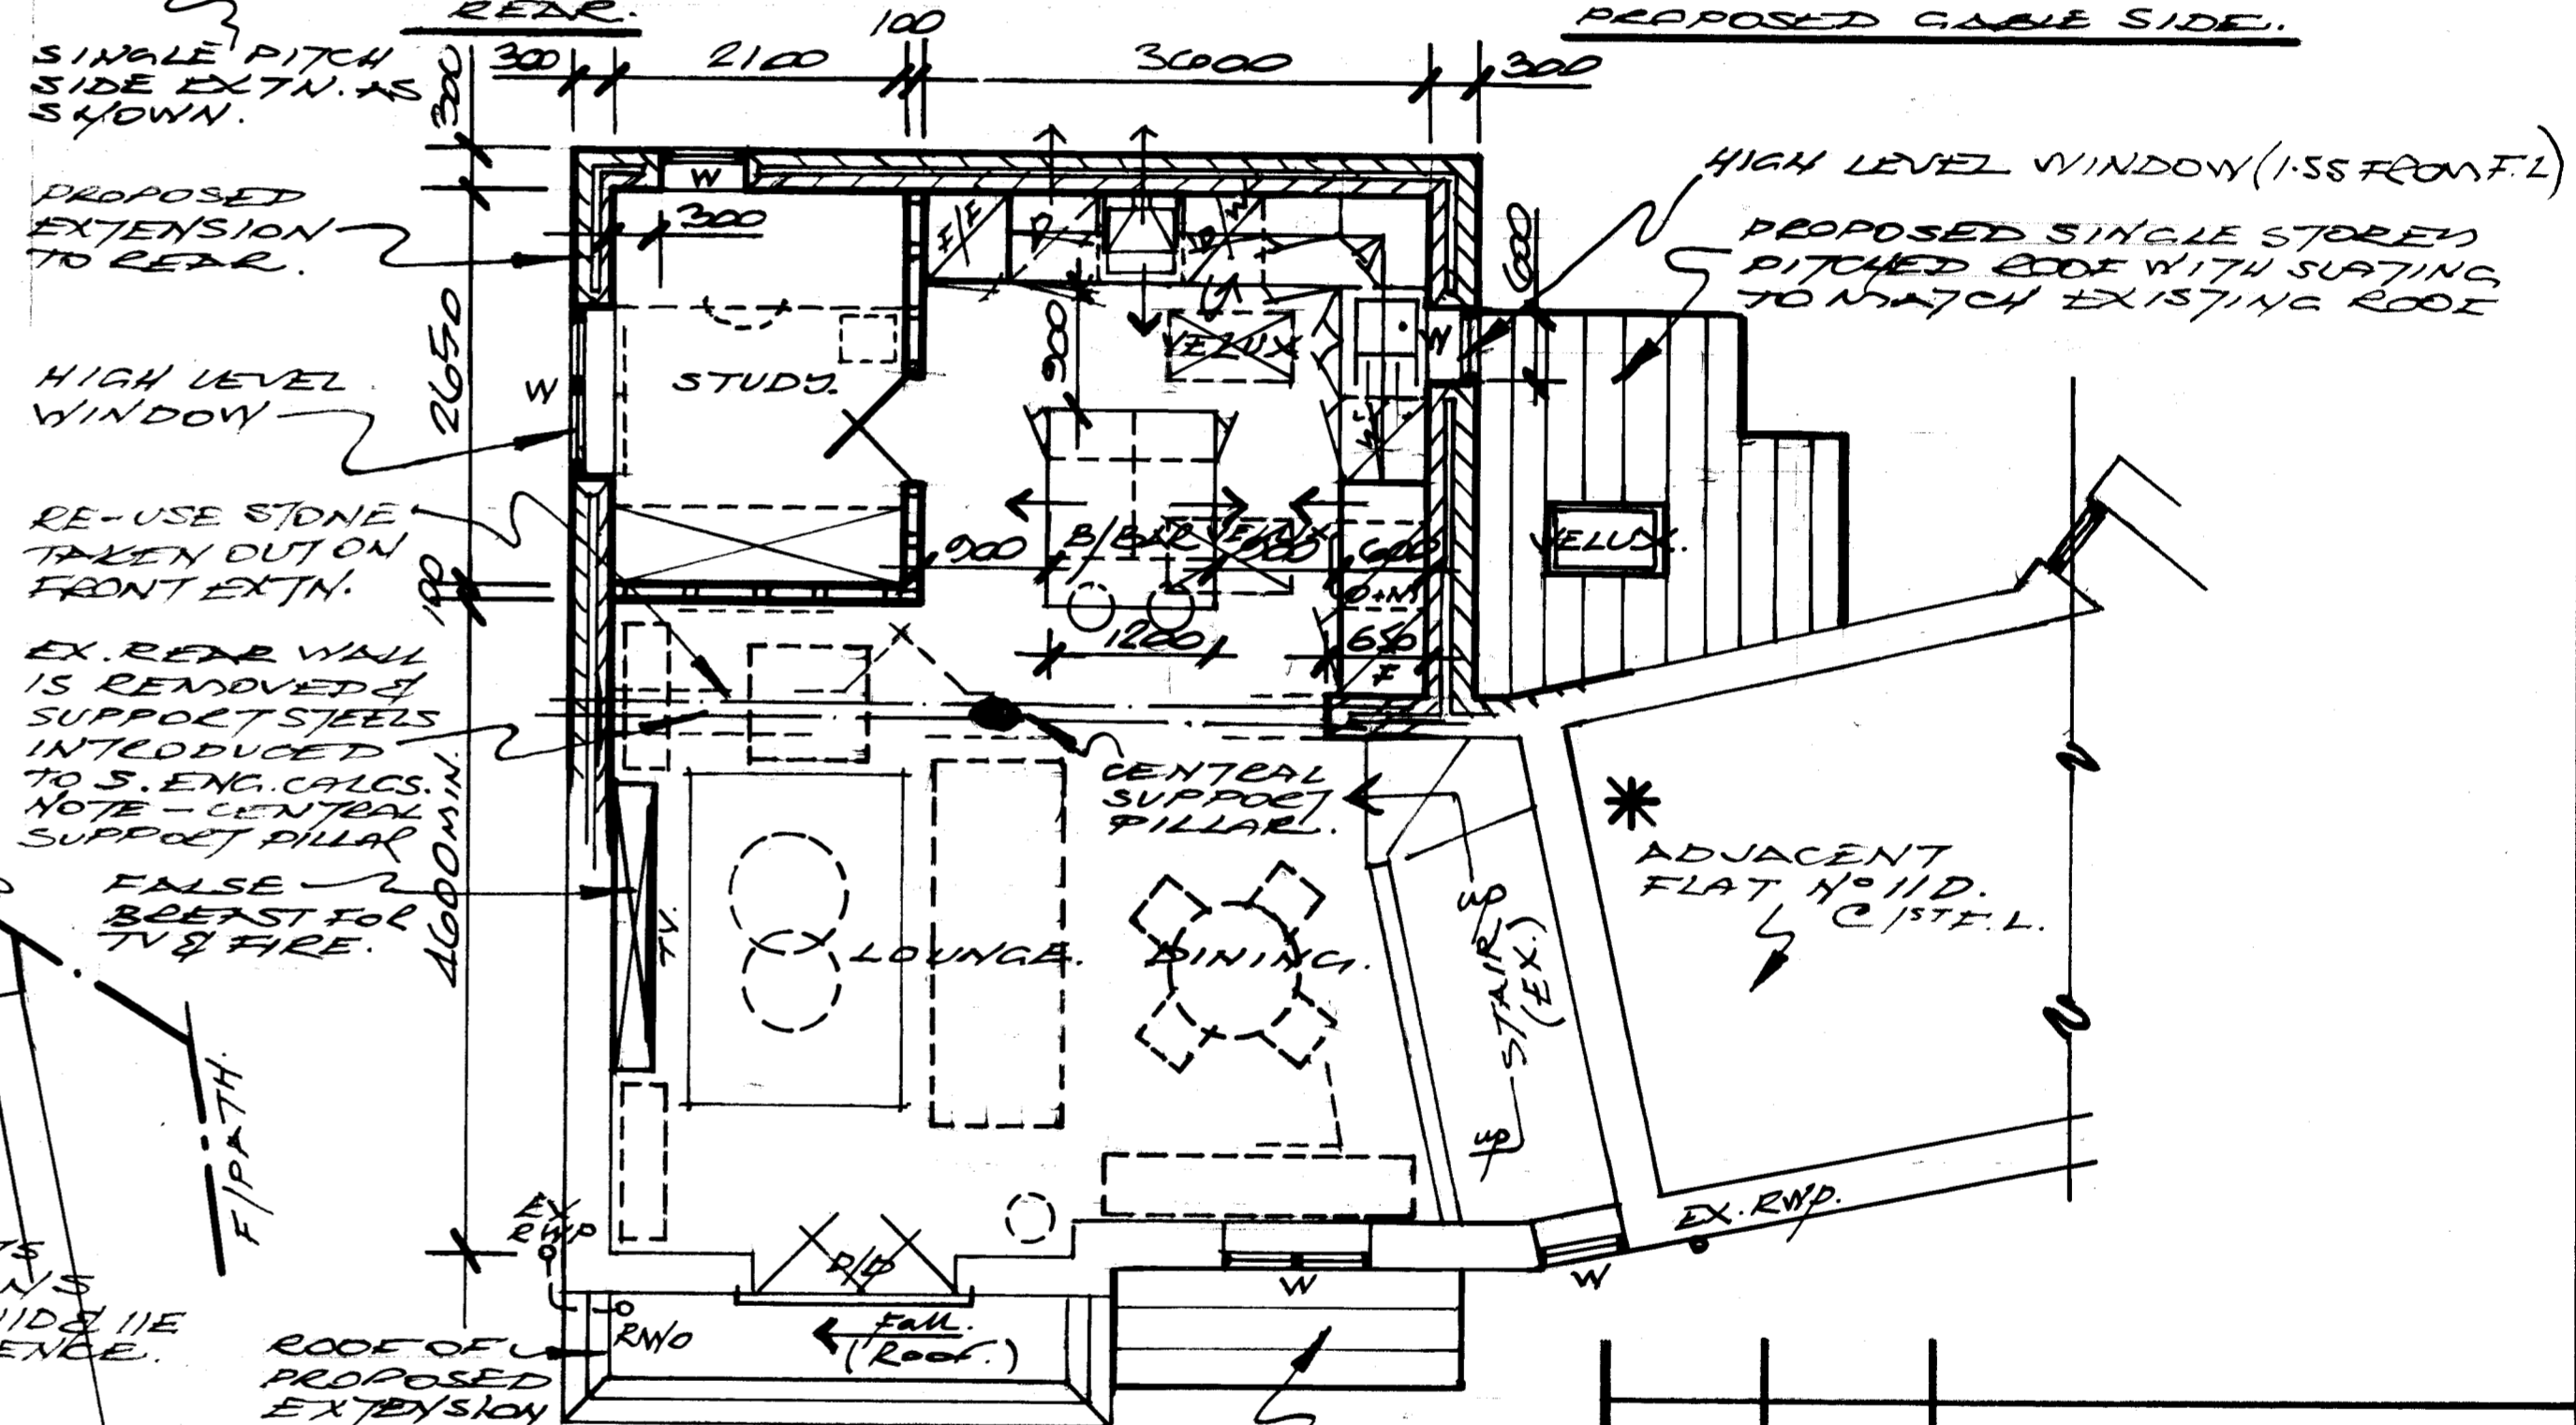 REAR.
PROPOSED GABLE SIDE.
SINGLE PITCH
SIDE EXTN. AS
SHOWN.
300
2100
100
3600
300
300
PROPOSED
EXTENSION
TO REAR.
HIGH LEVEL WINDOW (1.55 FROM F.L)
PROPOSED SINGLE STOREY
PITCHED ROOF WITH SLATING
TO MATCH EXISTING ROOF
W
300
F/F
D
W
600
2650
HIGH LEVEL
WINDOW
W
STUDY.
900
VELUX
W
RE-USE STONE
TAKEN OUT ON
FRONT EXTN.
100
900
B/BAR
VELUX
900
600
O+M
VELUX.
1200
650
F
EX. REAR WALL
IS REMOVED &
SUPPORT STEELS
INTRODUCED
TO S. ENG. CALCS.
NOTE - CENTRAL
SUPPORT PILLAR
CENTRAL
SUPPORT
PILLAR.
4600 MIN.
FALSE
BREAST FOR
TV & FIRE.
TV.
LOUNGE.
DINING.
up
STAIR
(EX.)
up
ADJACENT
FLAT No 11D.
@ 1ST F.L.
F/PATH.
EX
RWP
D/D
W
W
EX. RWP.
RWO
Fall.
(Roof.)
N/S
11D & 11E
ROOF OF
PROPOSED
EXTENSION